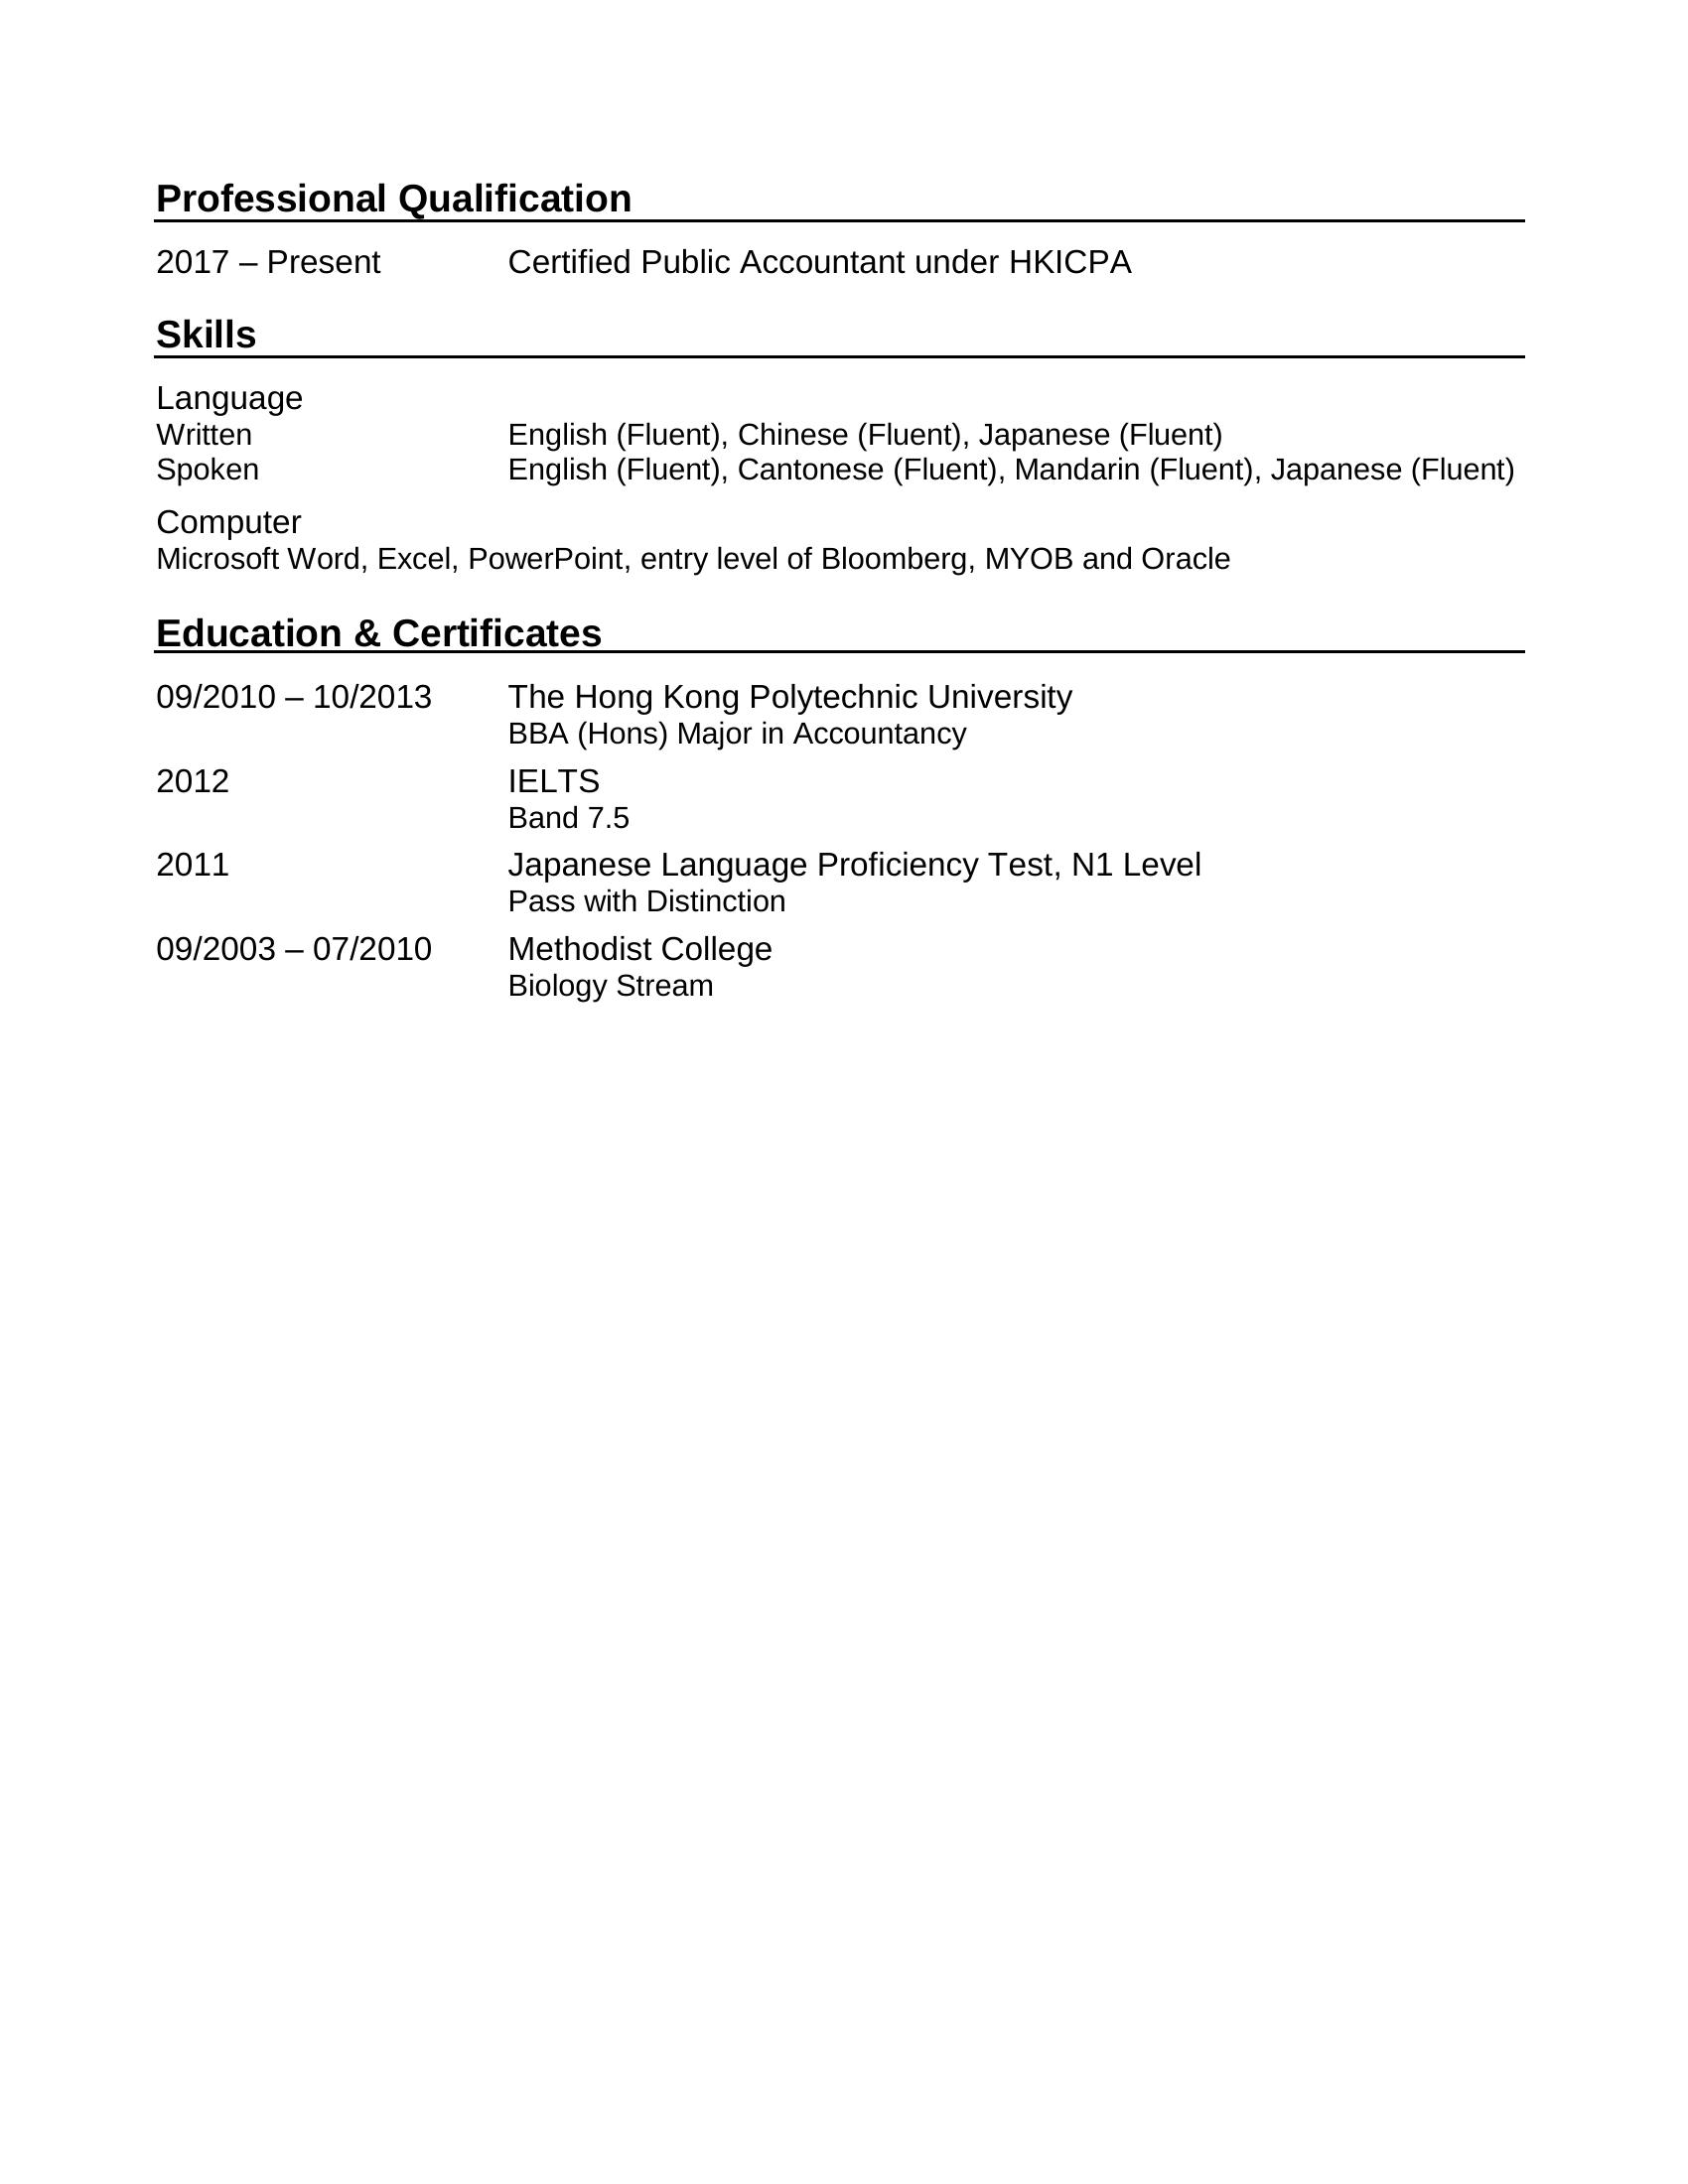 Professional Qualification
2017 – Present Certified Public Accountant under HKICPA
Skills
Language
Written English (Fluent), Chinese (Fluent), Japanese (Fluent)
Spoken English (Fluent), Cantonese (Fluent), Mandarin (Fluent), Japanese (Fluent)
Computer
Microsoft Word, Excel, PowerPoint, entry level of Bloomberg, MYOB and Oracle
Education & Certificates
09/2010 – 10/2013 The Hong Kong Polytechnic University
BBA (Hons) Major in Accountancy
2012 IELTS
Band 7.5
2011 Japanese Language Proficiency Test, N1 Level
Pass with Distinction
09/2003 – 07/2010 Methodist College
Biology Stream